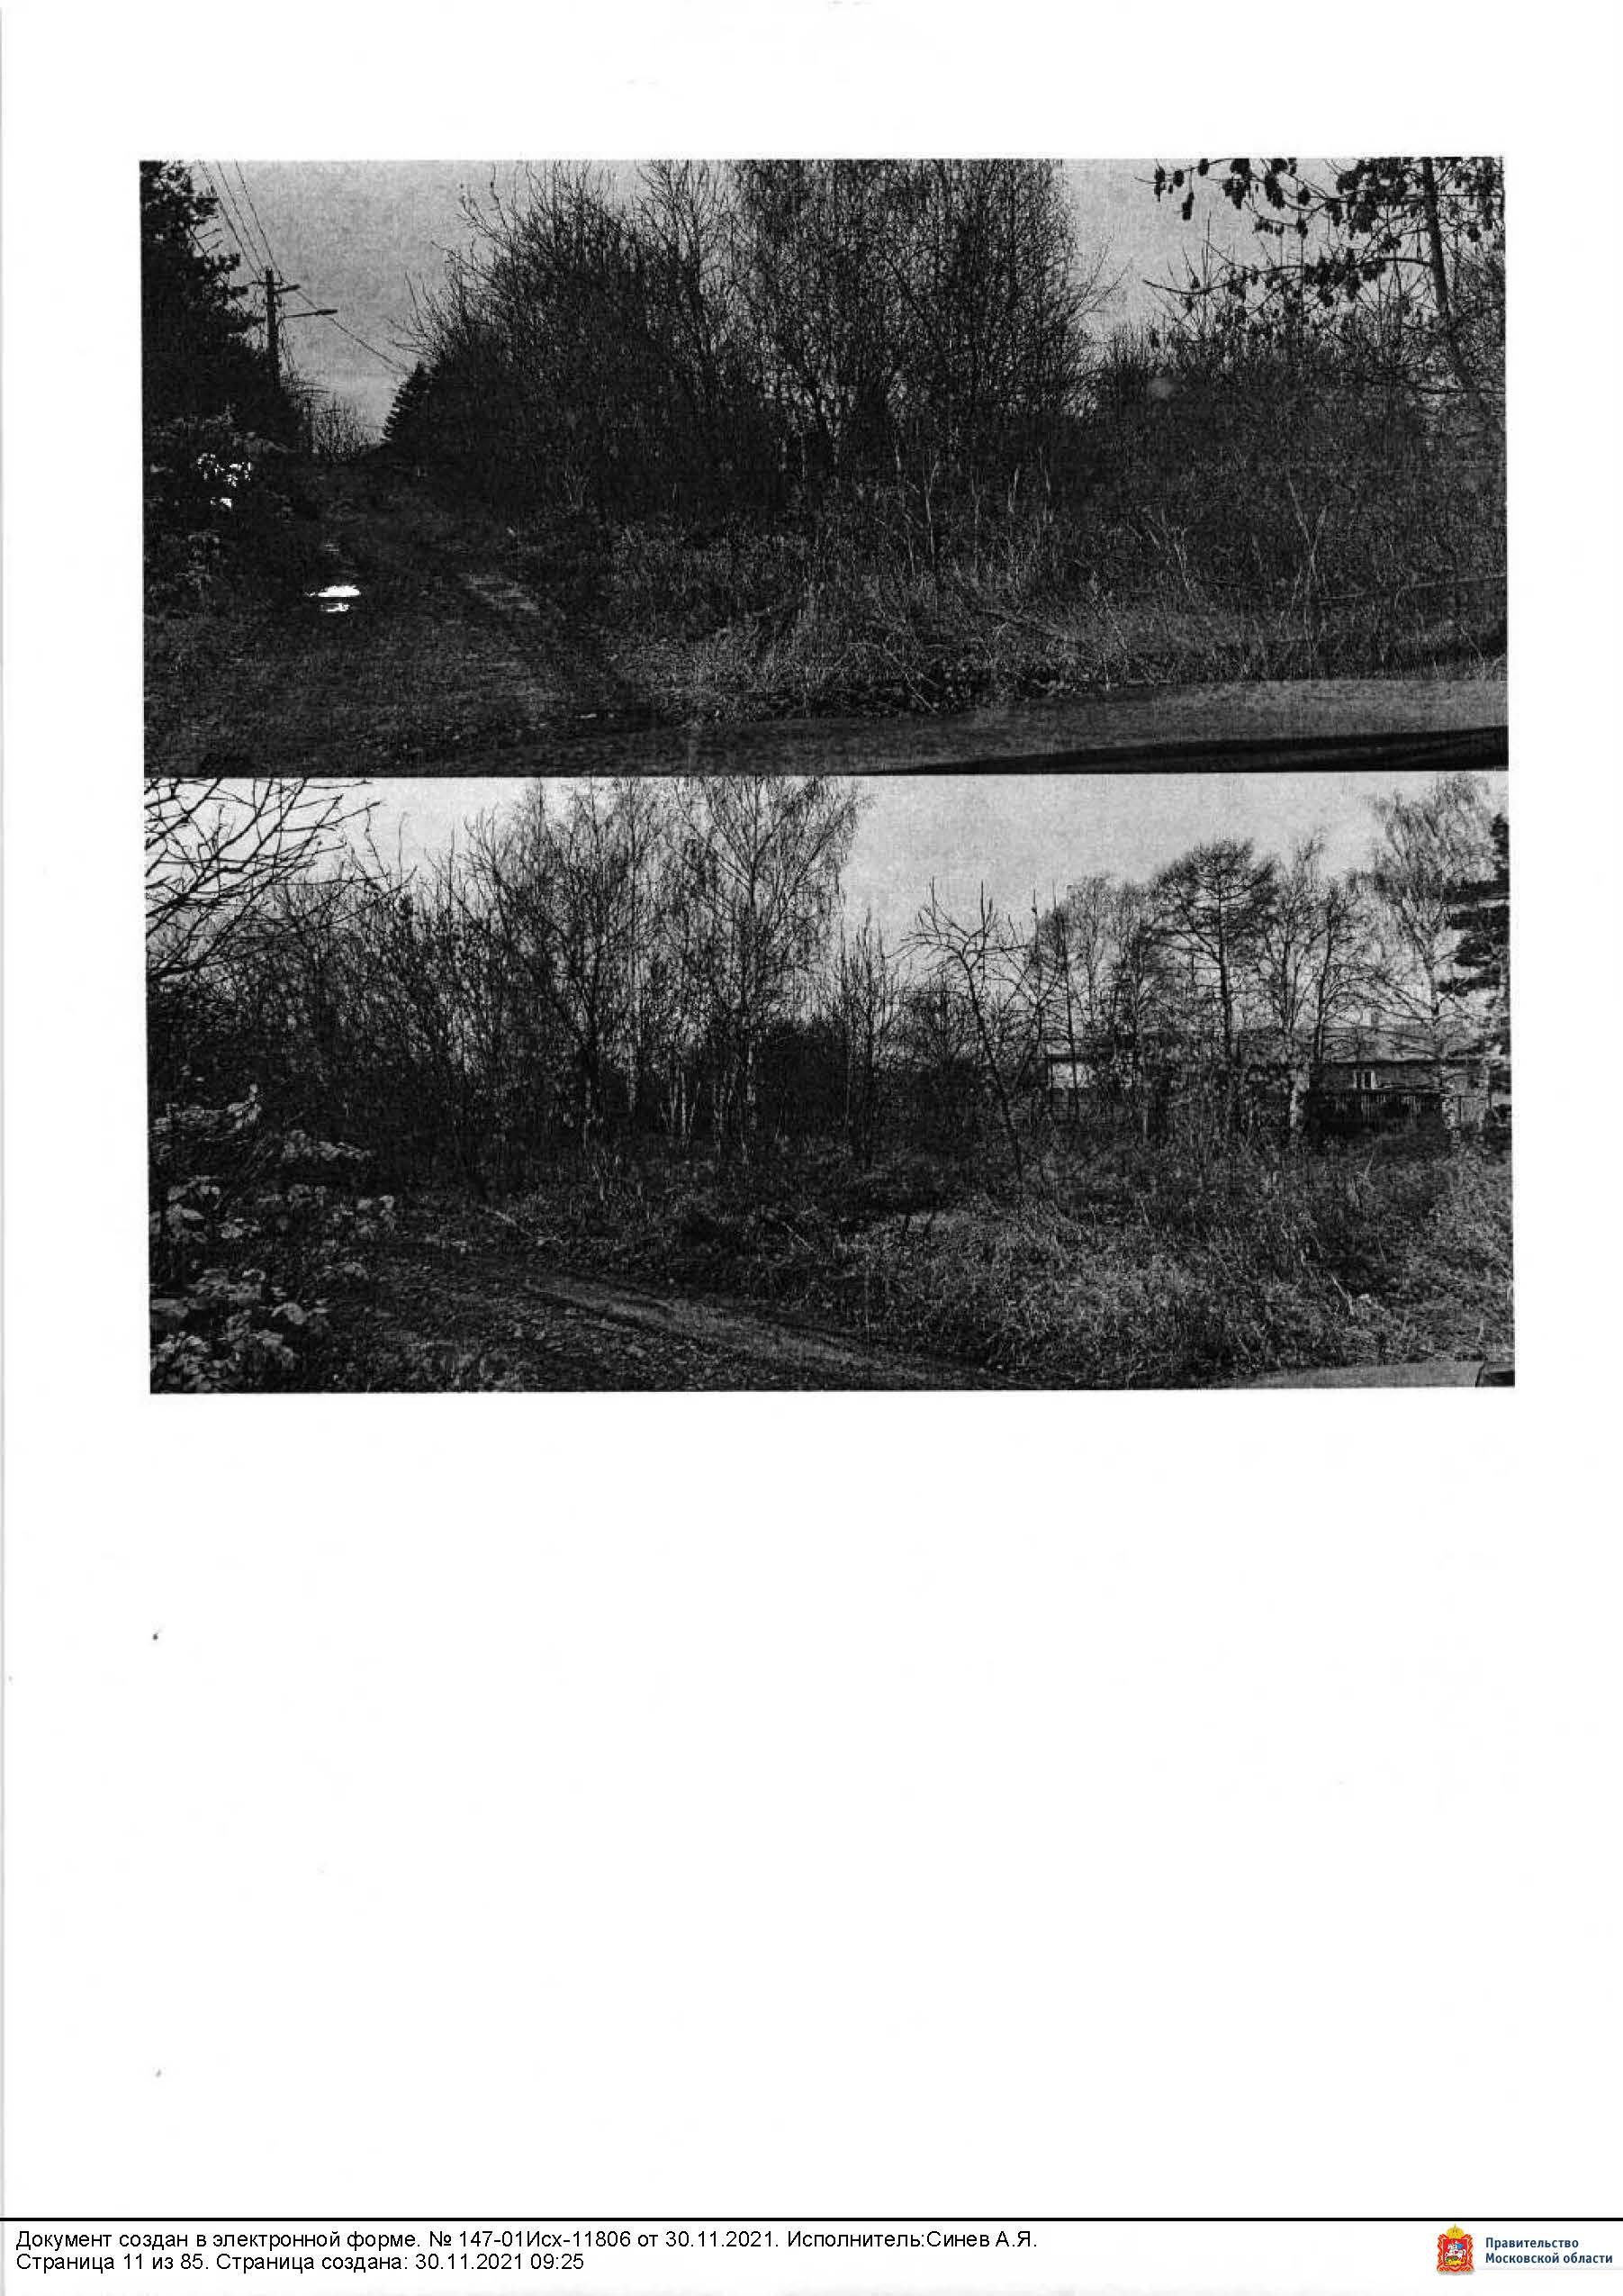 Документ создан в электронной форме. № 147-01Исх-11806 от 30.11.2021. Исполнитель:Синев А.Я.
Страница 11 из 85. Страница создана: 30.11.2021 09:25
Правительство
Московской области